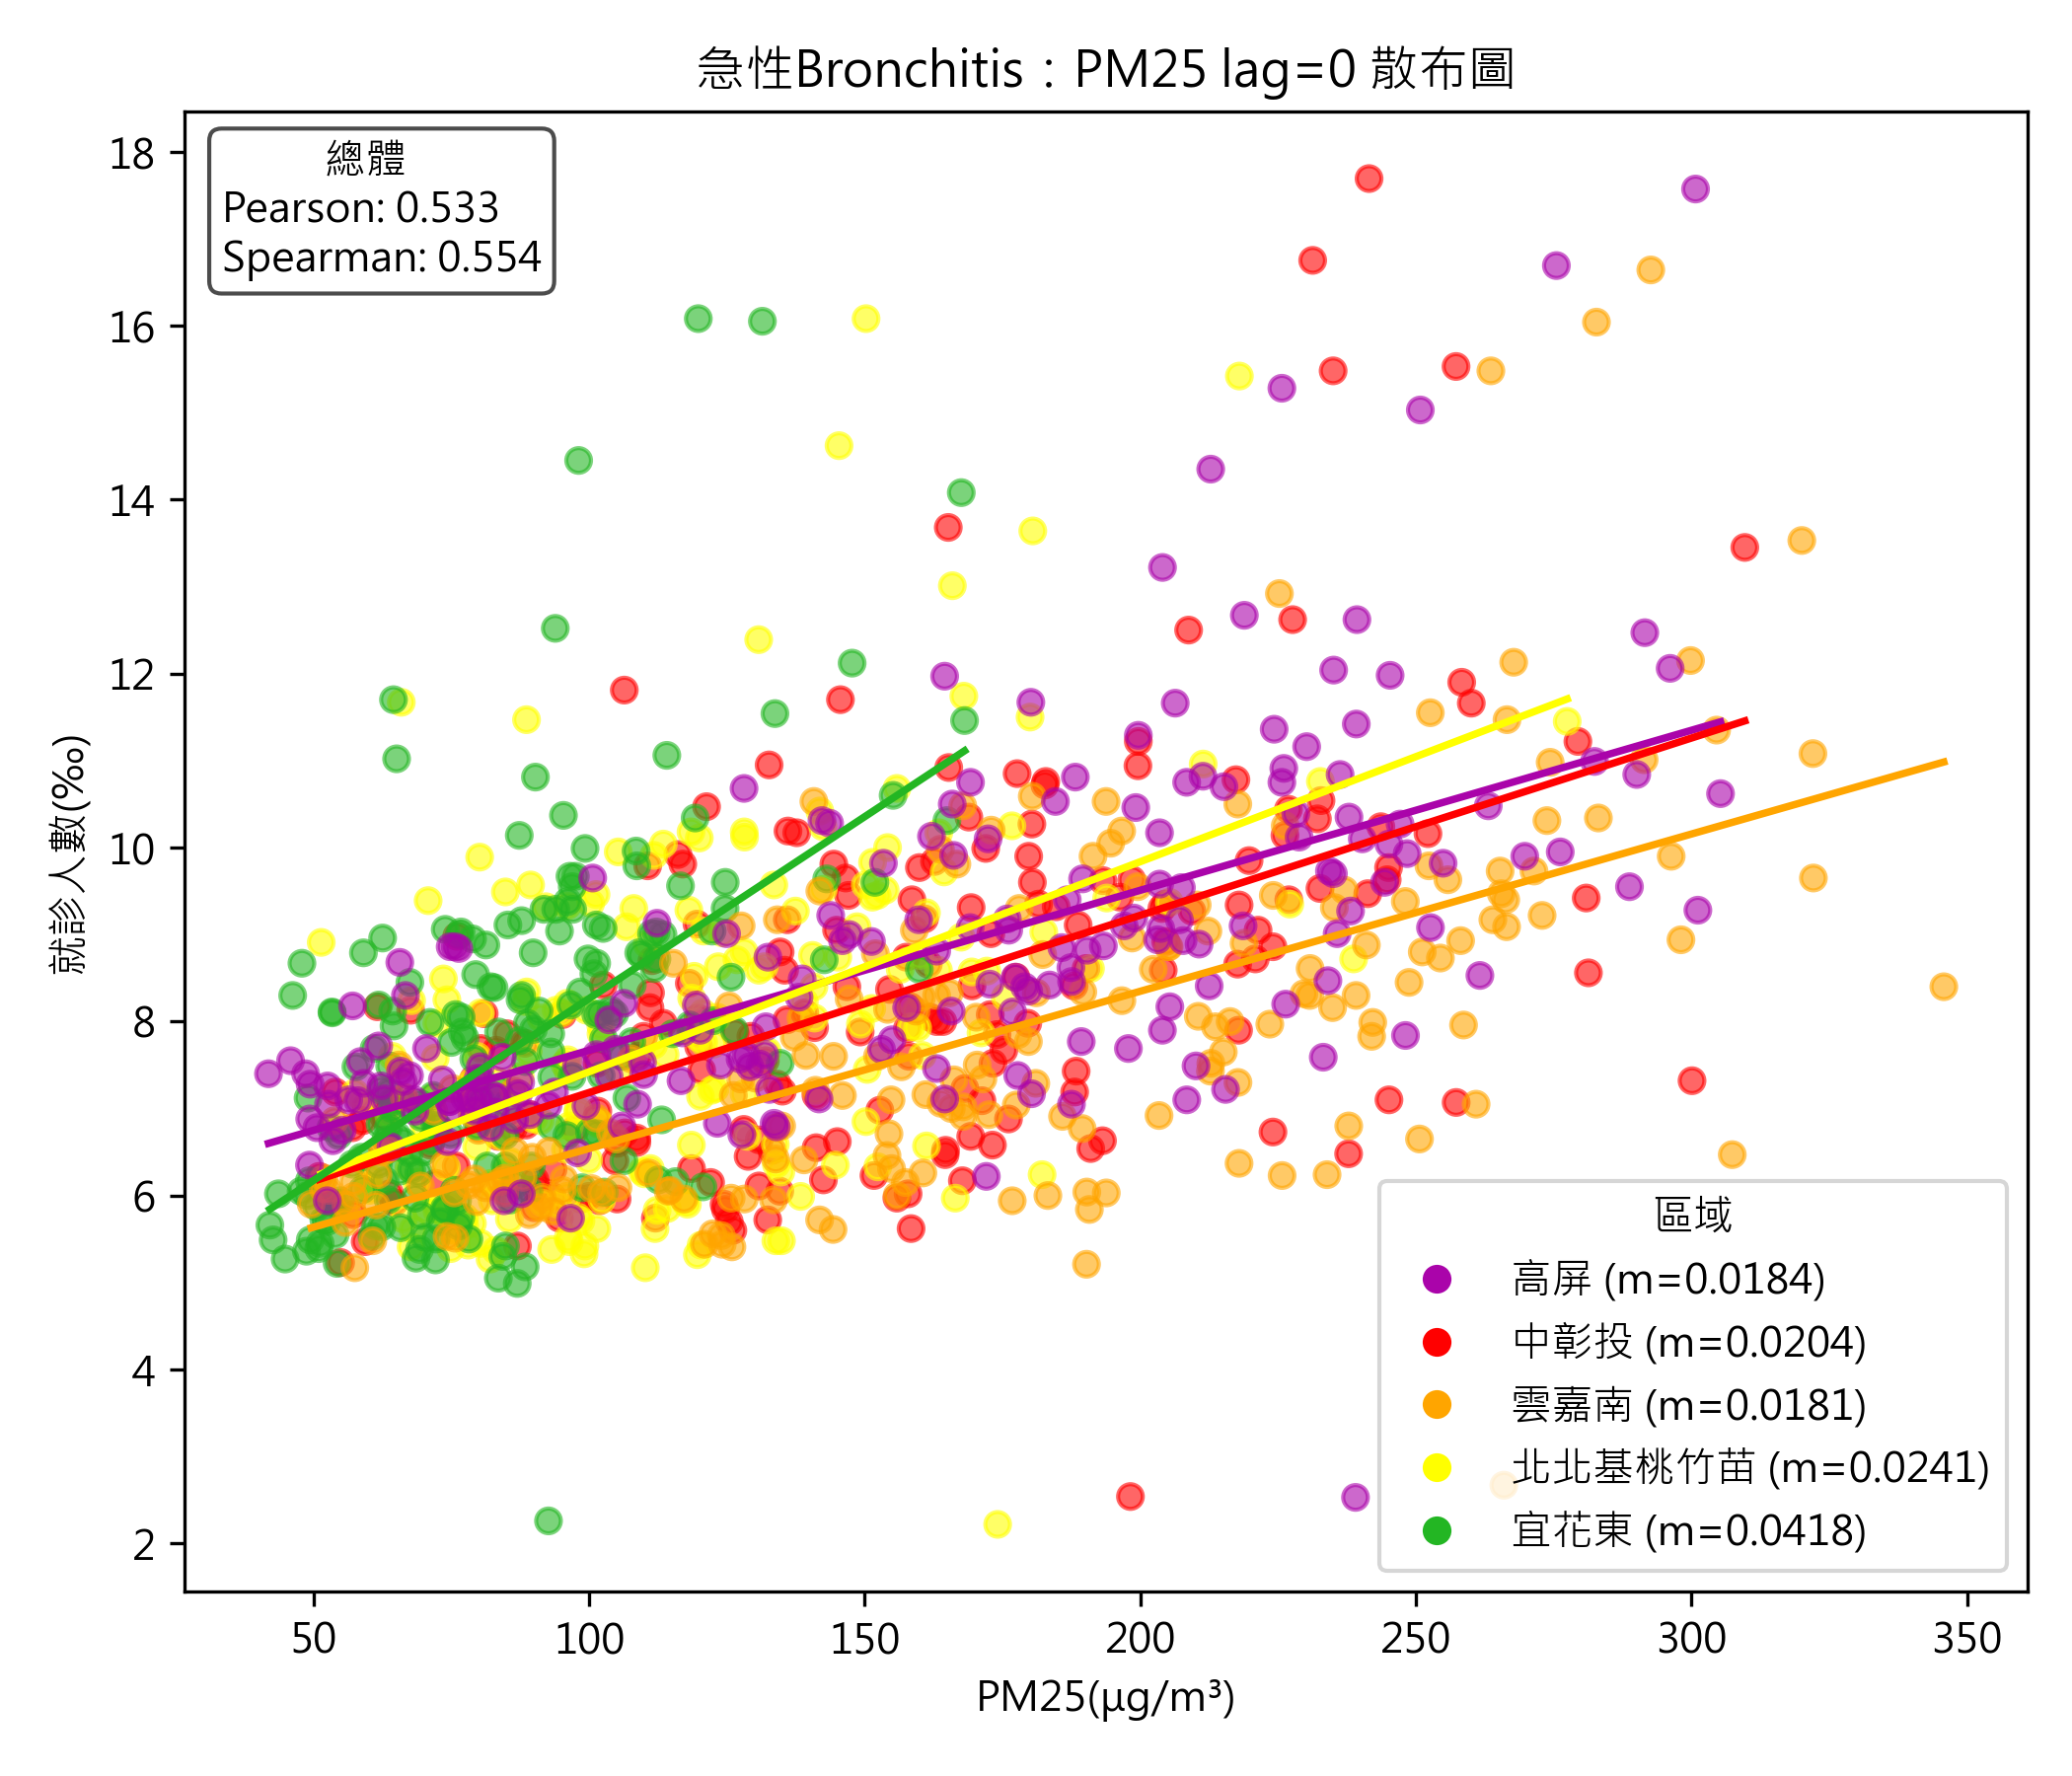 急性Bronchitis：PM25 lag=0 散布圖
總體
Pearson: 0.533
Spearman: 0.554
就診人數(‰)
18
16
14
12
10
8
6
4
2
區域
高屏 (m=0.0184)
中彰投 (m=0.0204)
雲嘉南 (m=0.0181)
北北基桃竹苗 (m=0.0241)
宜花東 (m=0.0418)
50 100 150 200 250 300 350
PM25(μg/m³)